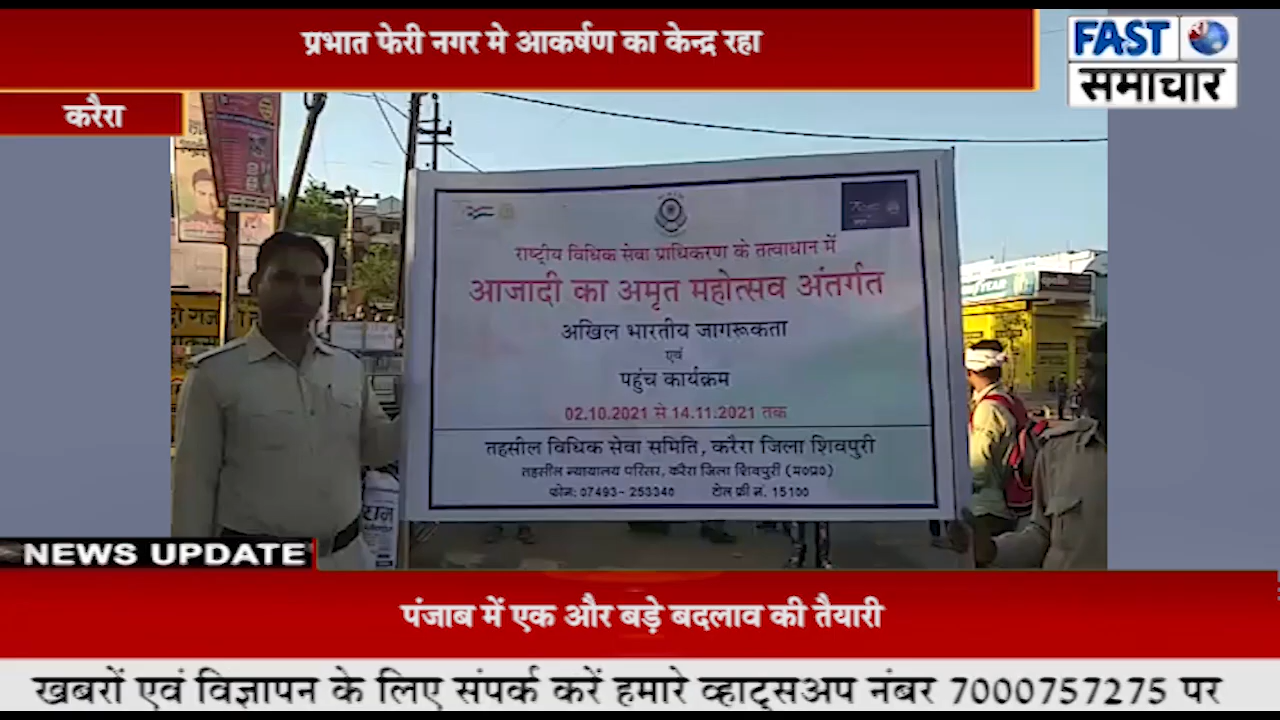 प्रभात फेरी नगर मे आकर्षण का केन्द्र रहा
FAST
समाचार
करैरा
राष्ट्रीय विधिक सेवा प्राधिकरण के तत्वाधान में
आजादी का अमृत महोत्सव अंतर्गत
अखिल भारतीय जागरूकता
एवं
पहुंच कार्यक्रम
02.10.2021 से 14.11.2021 तक
तहसील विधिक सेवा समिति, करैरा जिला शिवपुरी
तहसील न्यायालय परिसर, करैरा जिला शिवपुरी (म०प्र०)
फोन: 07493- 253340 टोल फ्री नं. 15100
NEWS UPDATE
पंजाब में एक और बड़े बदलाव की तैयारी
खबरों एवं विज्ञापन के लिए संपर्क करें हमारे व्हाट्सअप नंबर 7000757275 पर